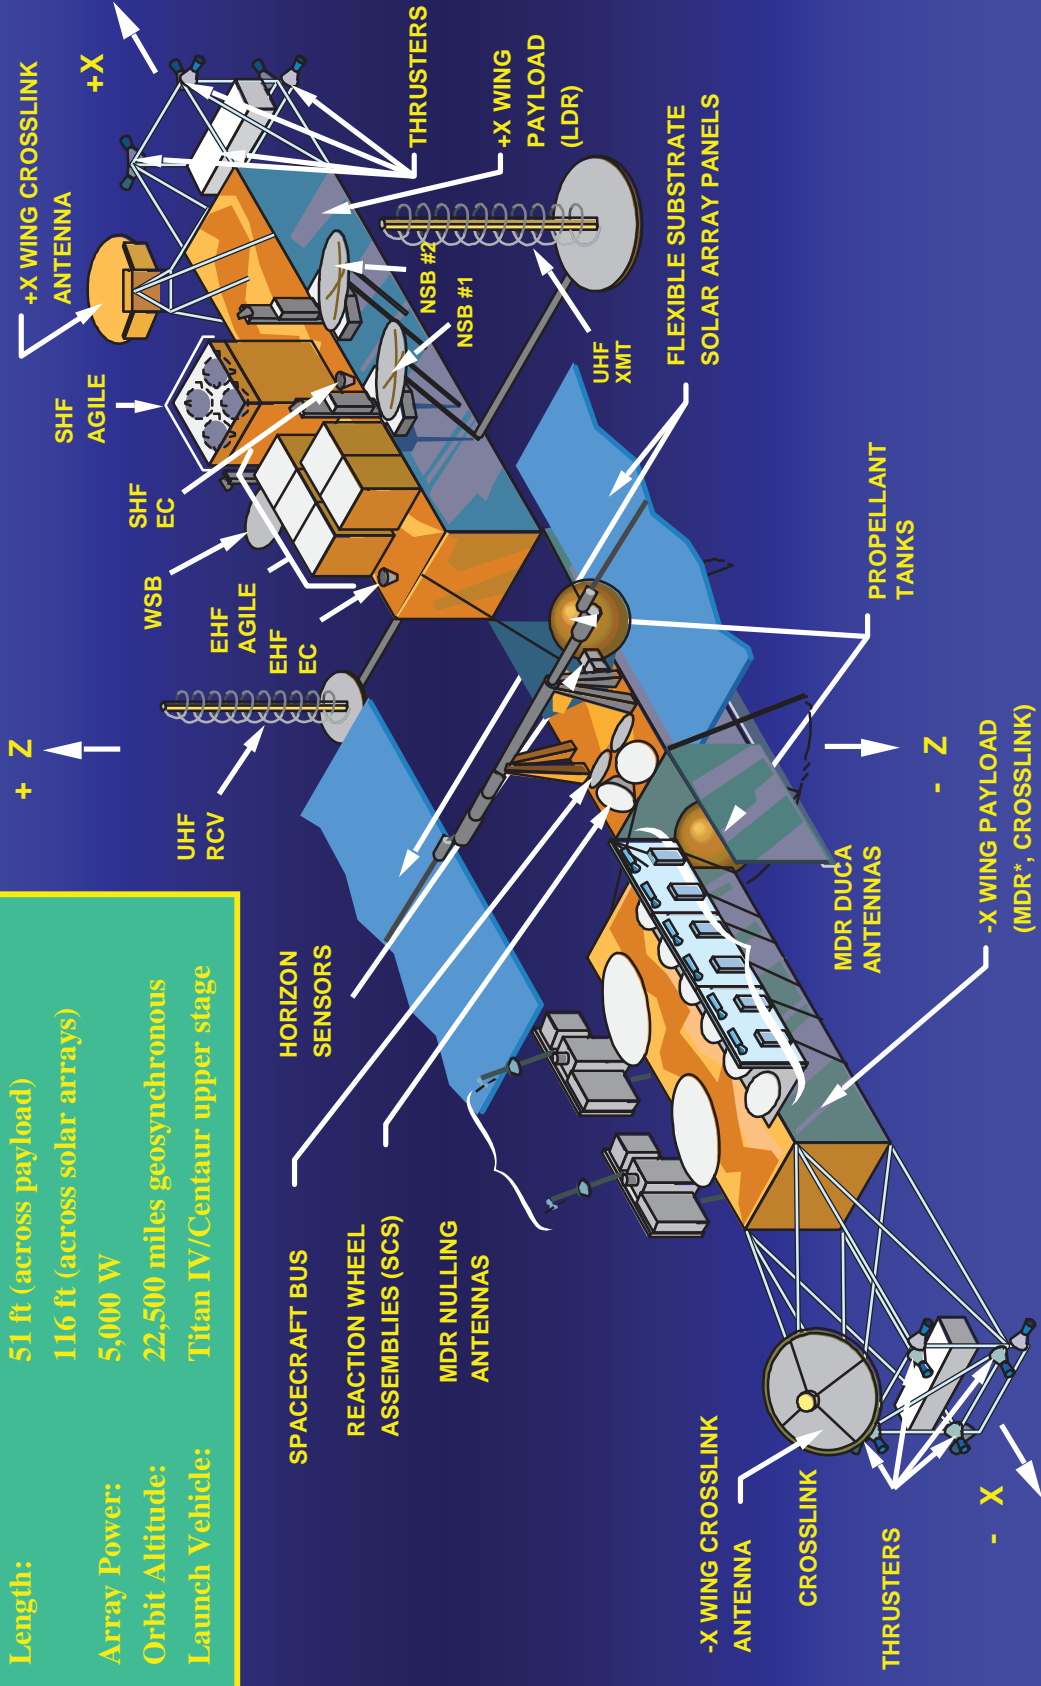 Length: 51 ft (across payload)
116 ft (across solar arrays)
Array Power: 5,000 W
Orbit Altitude: 22,500 miles geosynchronous
Launch Vehicle: Titan IV/Centaur upper stage
+ Z
+X WING CROSSLINK
ANTENNA
+X
SHF
AGILE
SHF
EC
WSB
EHF
AGILE
EHF
EC
UHF
RCV
THRUSTERS
+X WING
PAYLOAD
(LDR)
NSB #2
NSB #1
UHF
XMT
FLEXIBLE SUBSTRATE
SOLAR ARRAY PANELS
HORIZON
SENSORS
SPACECRAFT BUS
REACTION WHEEL
ASSEMBLIES (SCS)
MDR NULLING
ANTENNAS
PROPELLANT
TANKS
- Z
MDR DUCA
ANTENNAS
-X WING PAYLOAD
(MDR*, CROSSLINK)
-X WING CROSSLINK
ANTENNA
CROSSLINK
THRUSTERS
- X